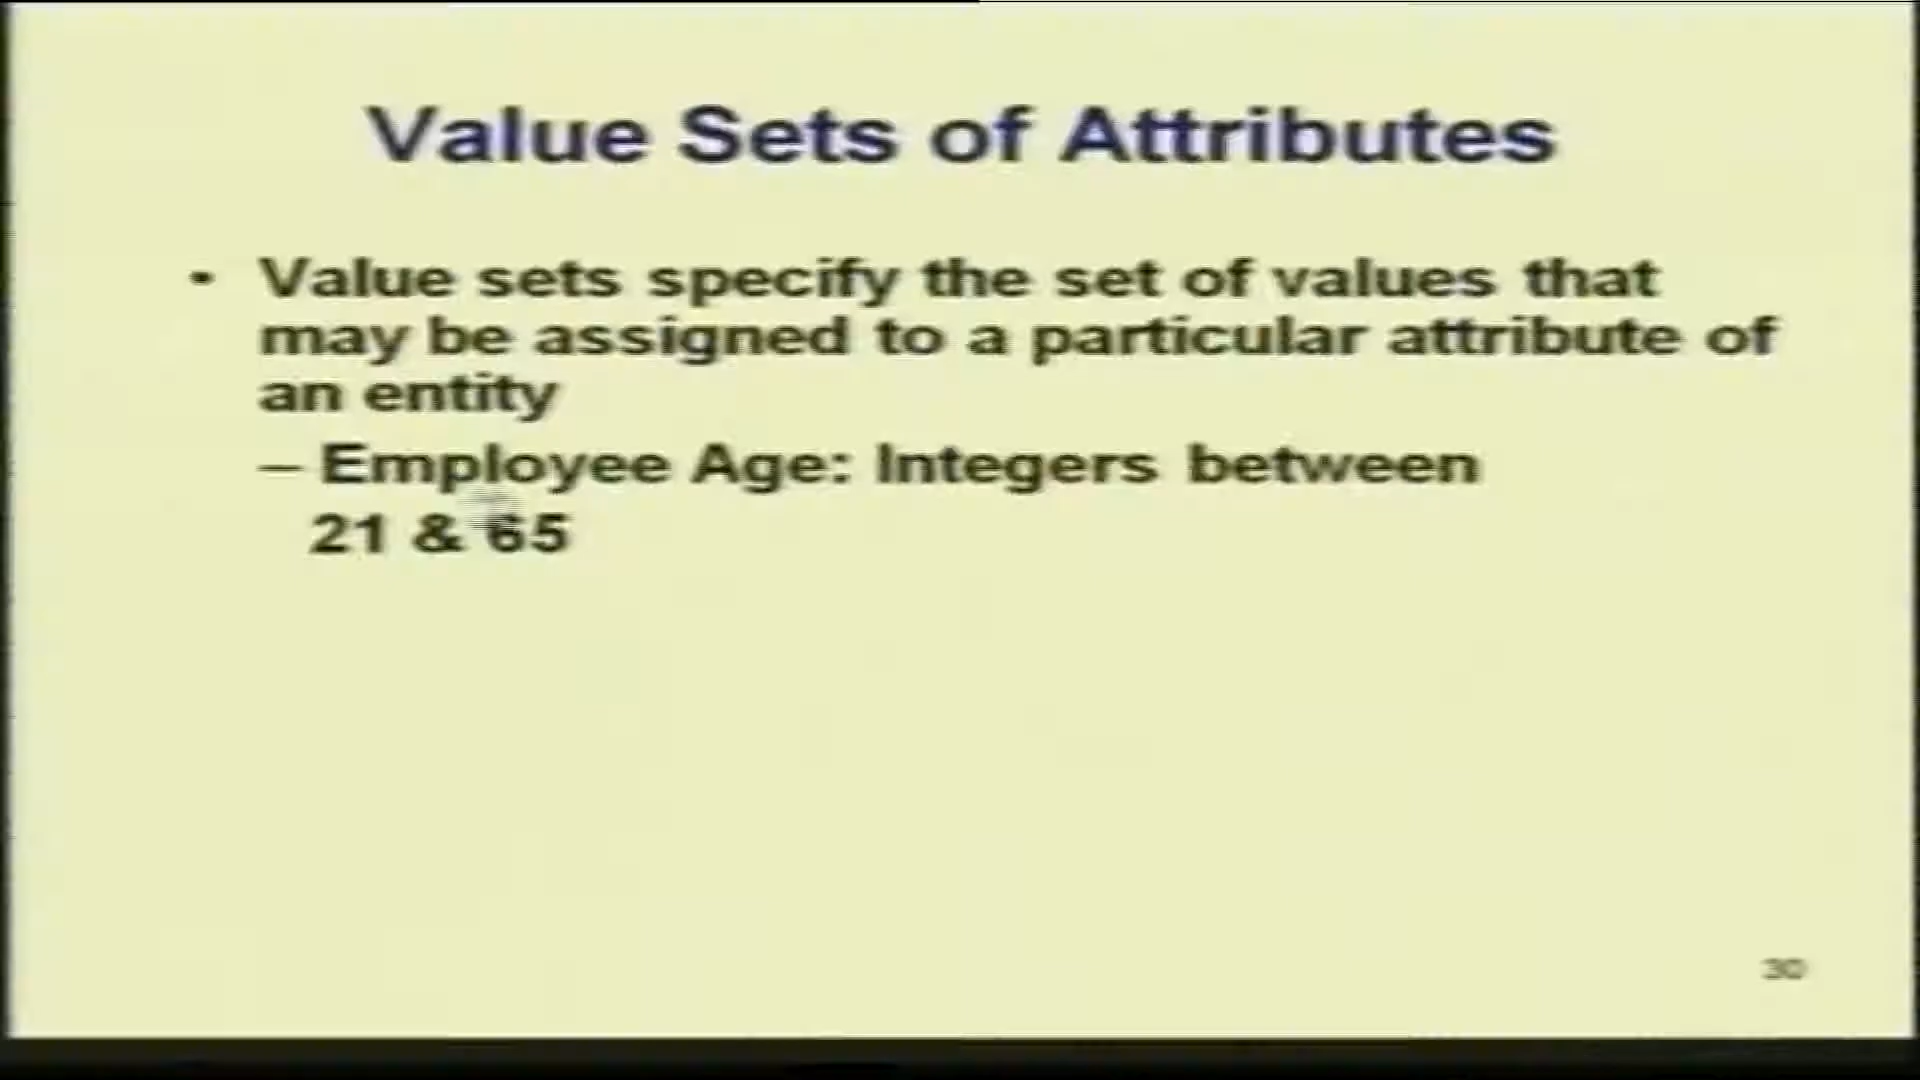 Value Sets of Attributes
• Value sets specify the set of values that
may be assigned to a particular attribute of
an entity
– Employee Age: Integers between
21 & 65
30